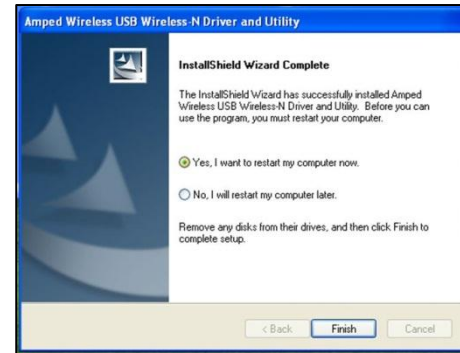 Amped Wireless USB Wireless-N Driver and Utility
InstallShield Wizard Complete
The InstallShield Wizard has successfully installed Amped
Wireless USB Wireless-N Driver and Utility. Before you can
use the program, you must restart your computer.
Yes, I want to restart my computer now.
No, I will restart my computer later.
Remove any disks from their drives, and then click Finish to
complete setup.
< Back Finish Cancel